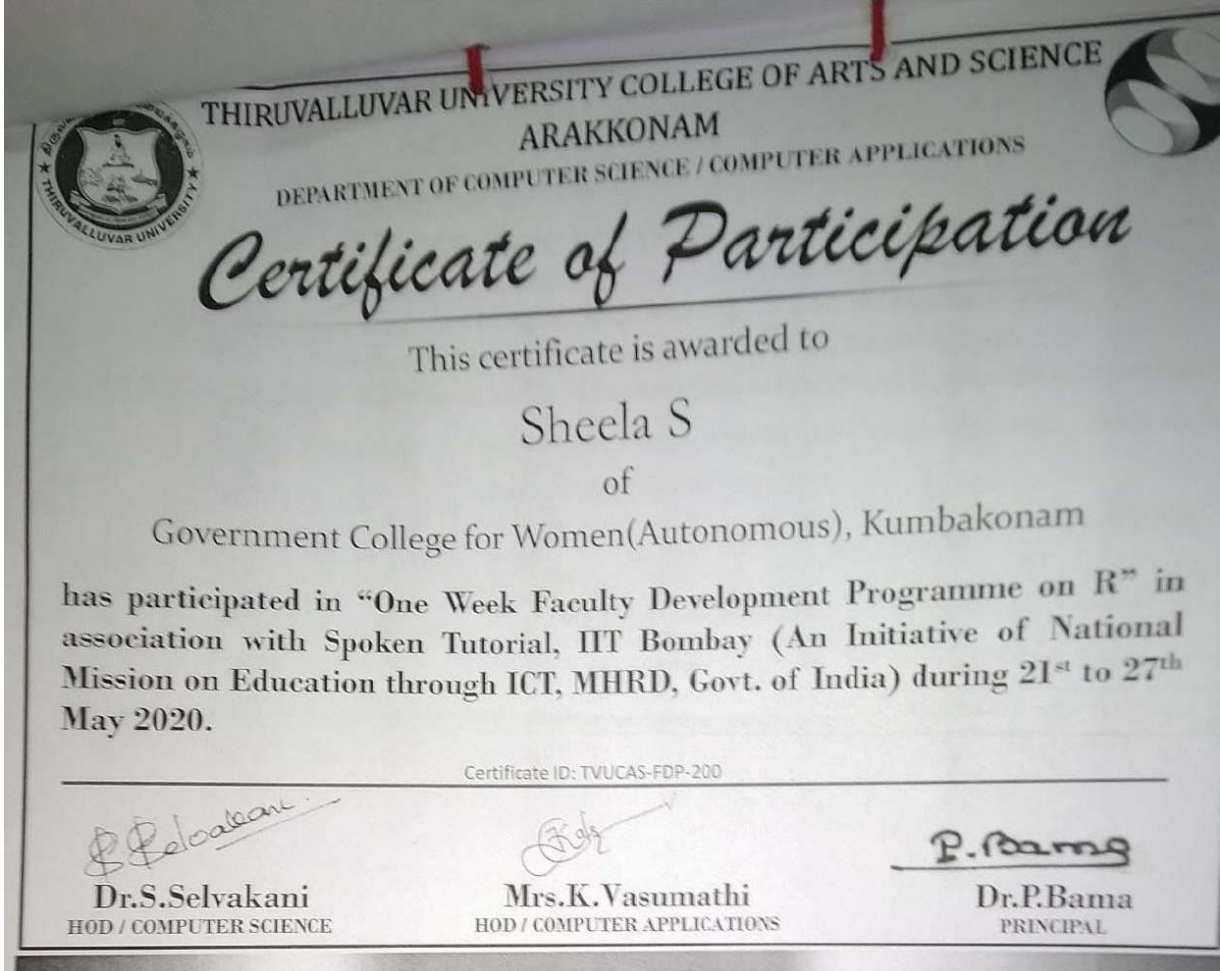 THIRUVALLUVAR UNIVERSITY COLLEGE OF ARTS AND SCIENCE
ARAKKONAM
DEPARTMENT OF COMPUTER SCIENCE / COMPUTER APPLICATIONS
THIRUVALLUVAR UNIVERSITY
Certificate of Participation
This certificate is awarded to
Sheela S
of
Government College for Women(Autonomous), Kumbakonam
has participated in “One Week Faculty Development Programme on R” in
association with Spoken Tutorial, IIT Bombay (An Initiative of National
Mission on Education through ICT, MHRD, Govt. of India) during 21st to 27th
May 2020.
Certificate ID: TVUCAS-FDP-200
P. Bama
Dr.S.Selvakani Mrs.K.Vasumathi Dr.P.Bama
HOD / COMPUTER SCIENCE HOD / COMPUTER APPLICATIONS PRINCIPAL